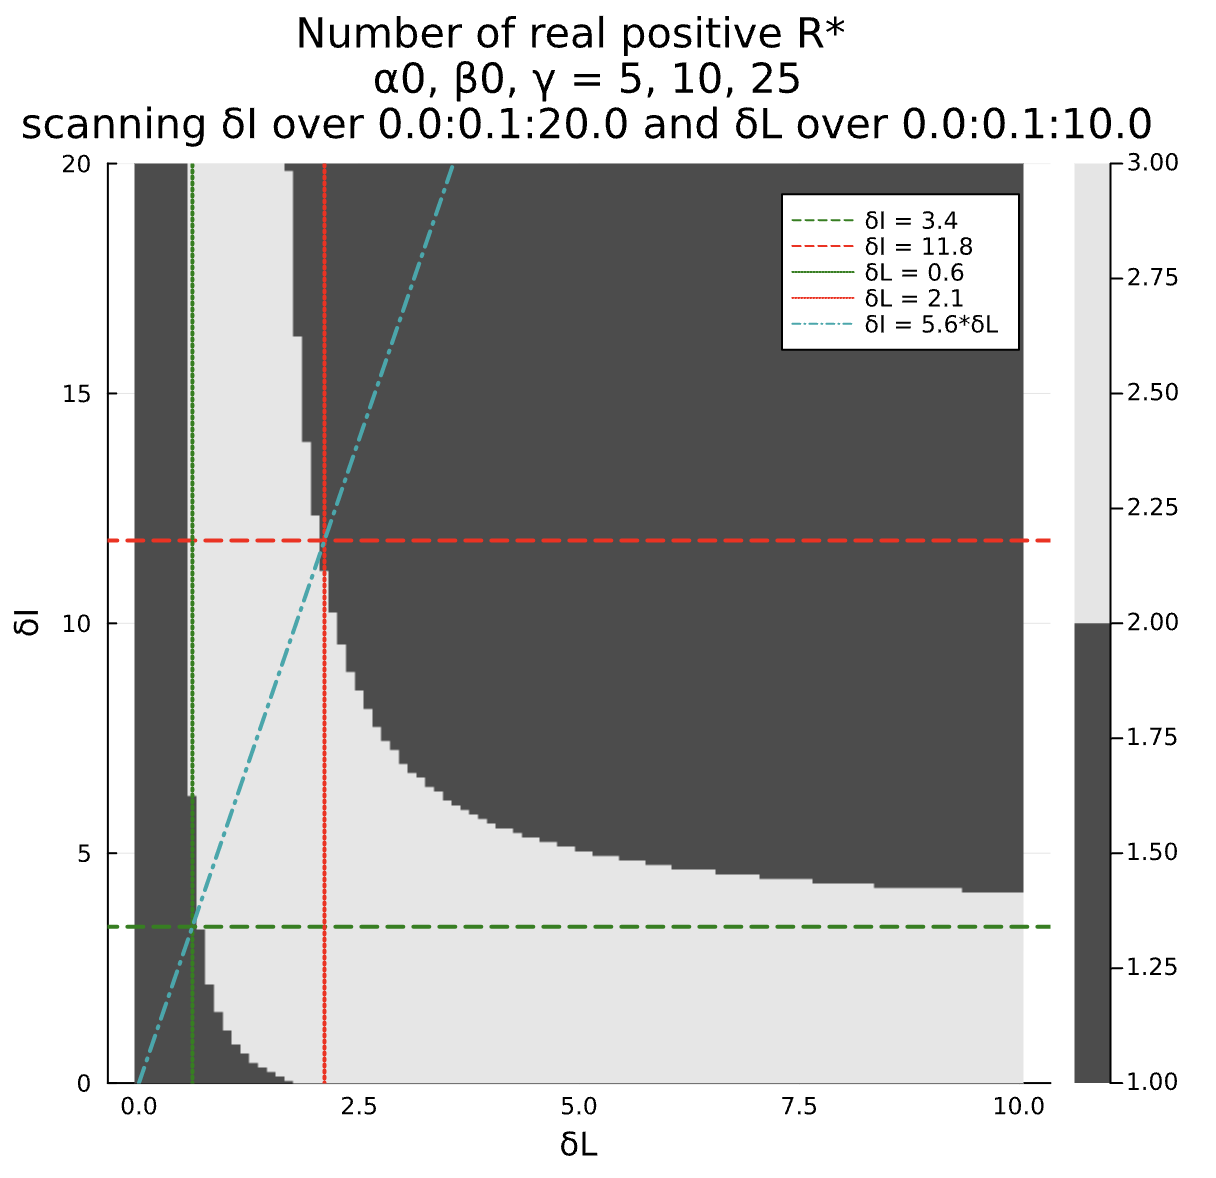 Number of real positive R*
α0, β0, γ = 5, 10, 25
scanning δI over 0.0:0.1:20.0 and δL over 0.0:0.1:10.0
δI = 3.4
δI = 11.8
δL = 0.6
δL = 2.1
δI = 5.6*δL
20
15
10
5
0
δI
0.0
2.5
5.0
7.5
10.0
δL
3.00
2.75
2.50
2.25
2.00
1.75
1.50
1.25
1.00